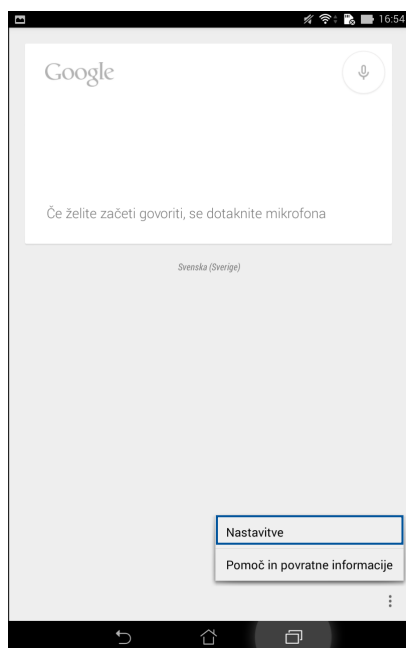 16:54
Google
Če želite začeti govoriti, se dotaknite mikrofona
Svenska (Sverige)
Nastavitve
Pomoč in povratne informacije